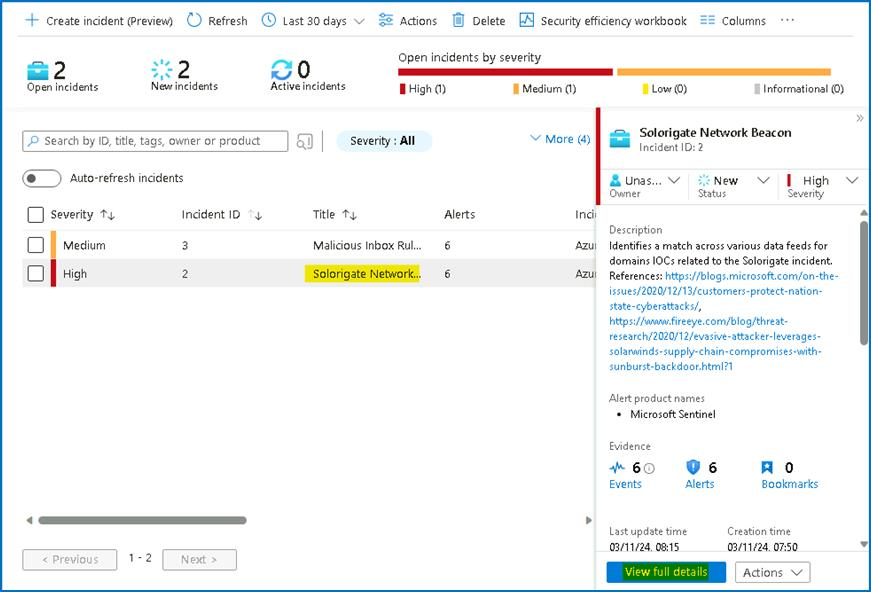 Create incident (Preview) Refresh Last 30 days Actions Delete Security efficiency workbook Columns ...
2 Open incidents
2 New incidents
0 Active incidents
Open incidents by severity
High (1) Medium (1) Low (0) Informational (0)
Search by ID, title, tags, owner or product
Severity : All
More (4)
Auto-refresh incidents
Severity Incident ID Title Alerts Inci
Medium 3 Malicious Inbox Rul... 6 Azu
High 2 Solorigate Network... 6 Azu
< Previous 1 - 2 Next >
»
Solorigate Network Beacon
Incident ID: 2
Unas... New High
Owner Status Severity
Description
Identifies a match across various data feeds for
domains IOCs related to the Solorigate incident.
References: https://blogs.microsoft.com/on-the-
issues/2020/12/13/customers-protect-nation-
state-cyberattacks/,
https://www.fireeye.com/blog/threat-
research/2020/12/evasive-attacker-leverages-
solarwinds-supply-chain-compromises-with-
sunburst-backdoor.html?1
Alert product names
• Microsoft Sentinel
Evidence
6 6 0
Events Alerts Bookmarks
Last update time Creation time
03/11/24, 08:15 03/11/24, 07:50
View full details Actions